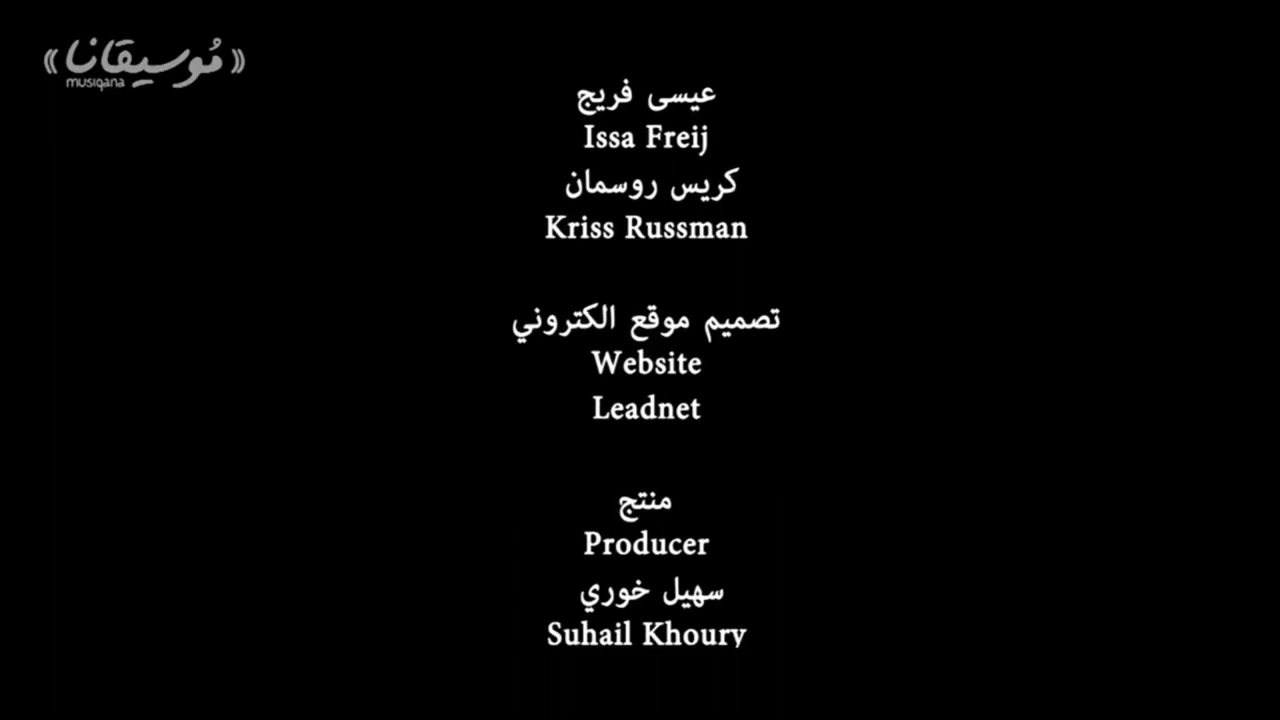 مُوسيقانا
musiqana
عيسى فريج
Issa Freij
كريس روسمان
Kriss Russman
تصميم موقع الكتروني
Website
Leadnet
منتج
Producer
سهيل خوري
Suhail Khoury